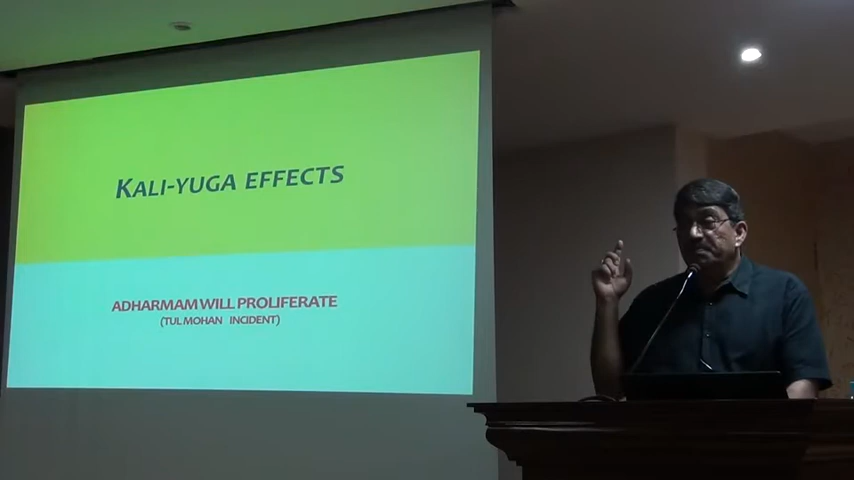 KALI-YUGA EFFECTS
ADHARMAM WILL PROLIFERATE
(TUL MOHAN INCIDENT)